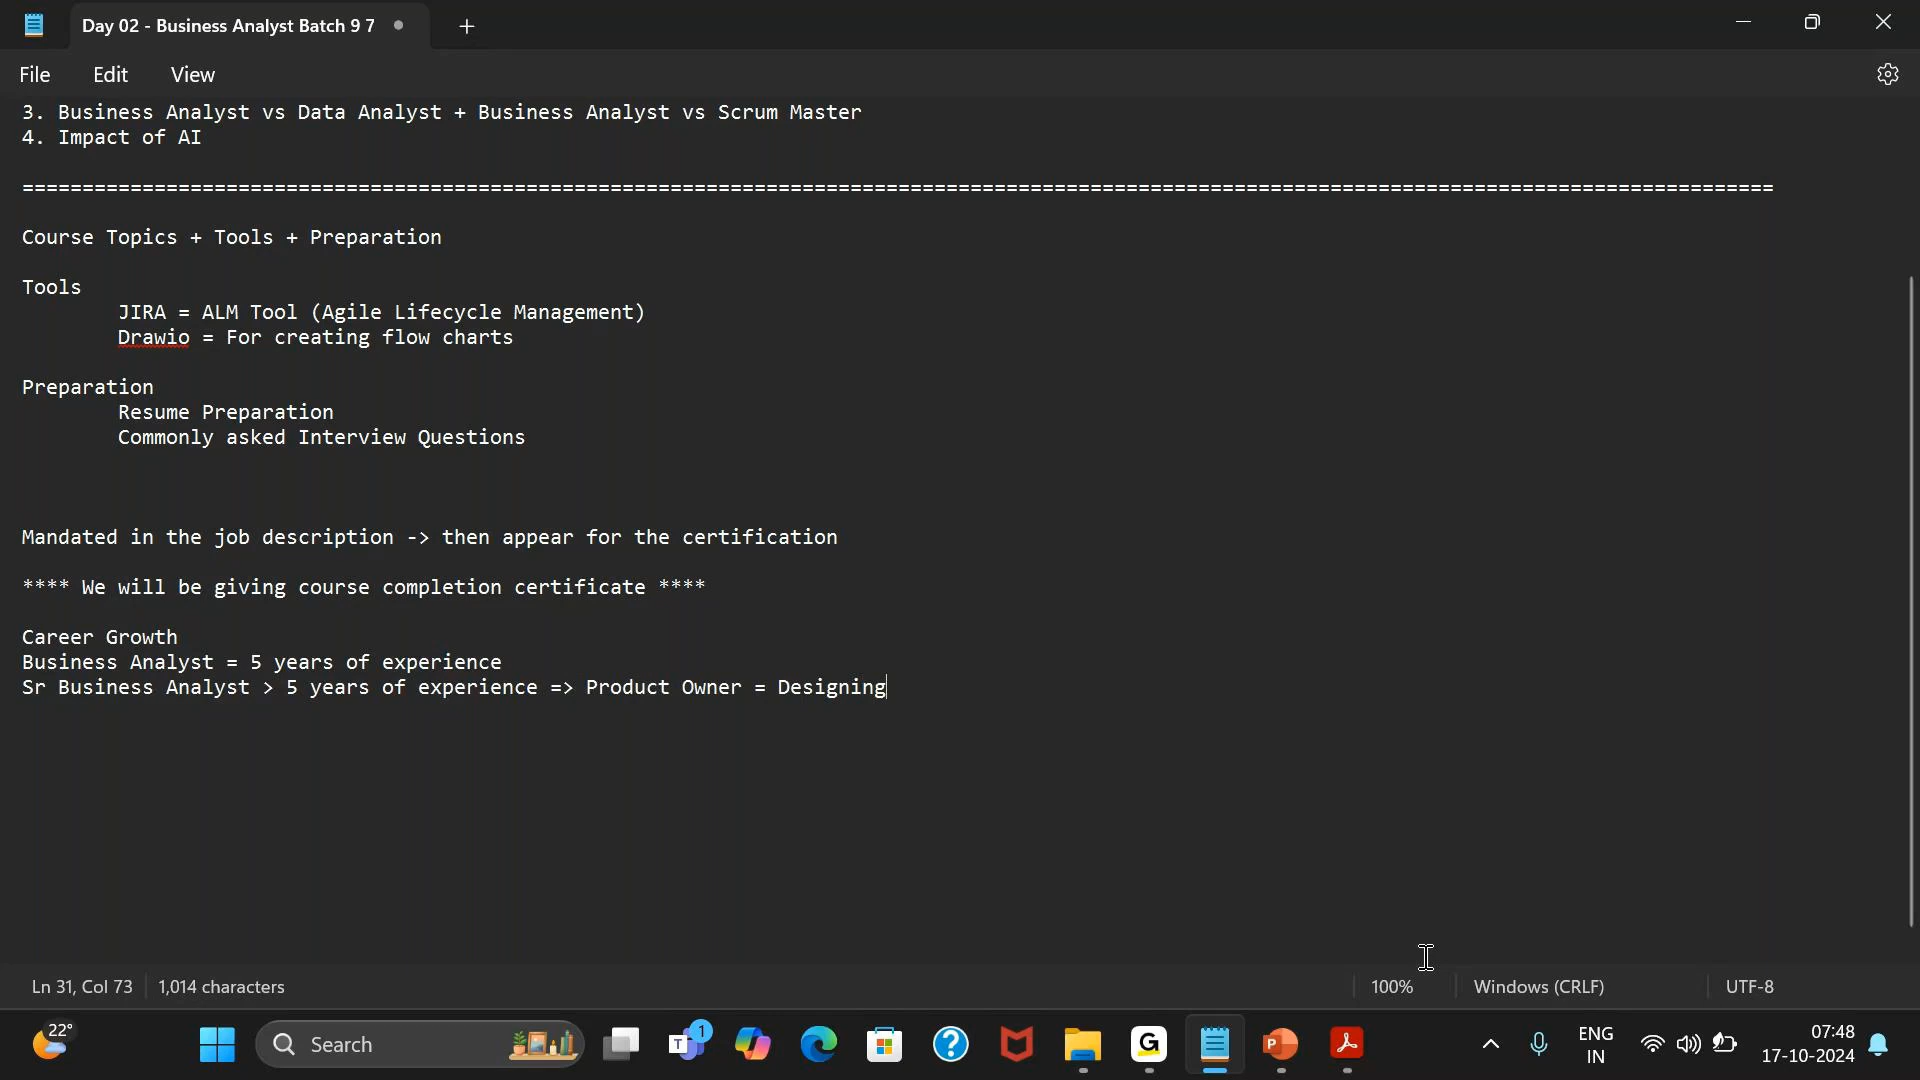 Day 02 - Business Analyst Batch 9 7
File Edit View
3. Business Analyst vs Data Analyst + Business Analyst vs Scrum Master
4. Impact of AI
==================================================================================================================================================
Course Topics + Tools + Preparation
Tools
JIRA = ALM Tool (Agile Lifecycle Management)
Drawio = For creating flow charts
Preparation
Resume Preparation
Commonly asked Interview Questions
Mandated in the job description -> then appear for the certification
**** We will be giving course completion certificate ****
Career Growth
Business Analyst = 5 years of experience
Sr Business Analyst > 5 years of experience => Product Owner = Designing
Ln 31, Col 73 1,014 characters 100% Windows (CRLF) UTF-8
22°
Search
1
ENG
IN
07:48
17-10-2024